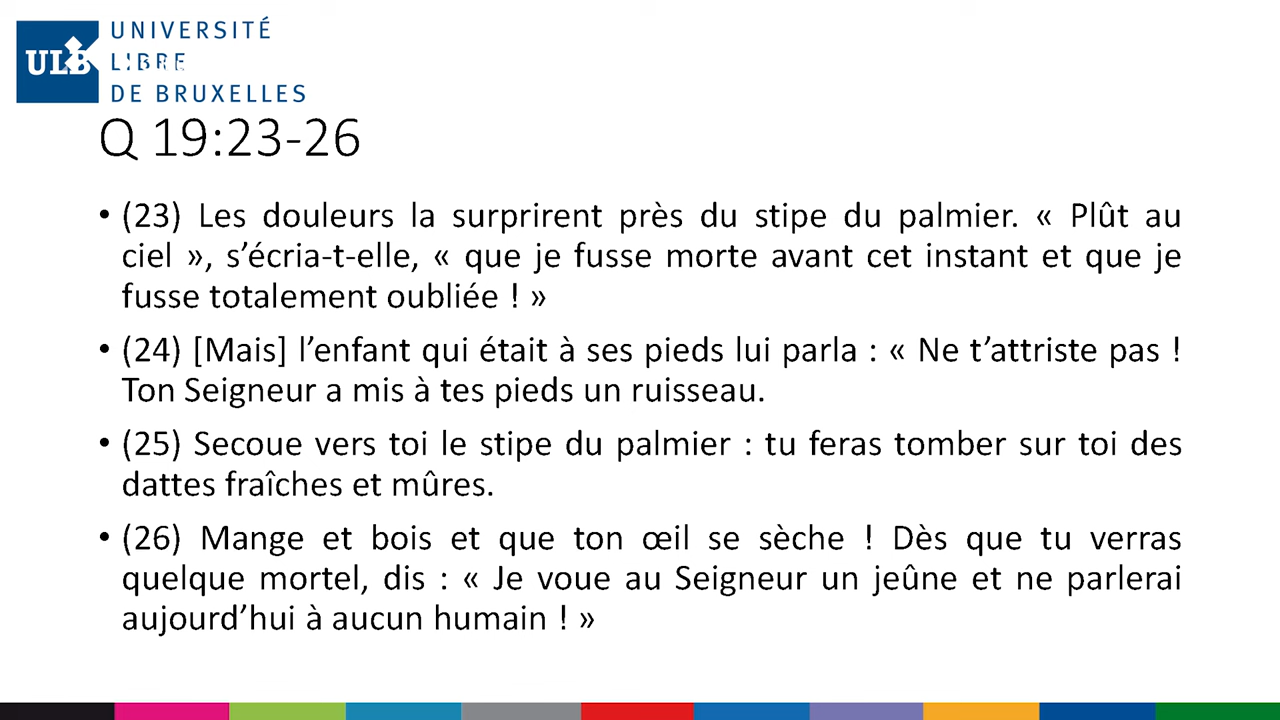 UNIVERSITÉ
ULB LIBRE
DE BRUXELLES
Q 19:23-26
• (23) Les douleurs la surprirent près du stipe du palmier. « Plût au
ciel », s’écria-t-elle, « que je fusse morte avant cet instant et que je
fusse totalement oubliée ! »
• (24) [Mais] l’enfant qui était à ses pieds lui parla : « Ne t’attriste pas !
Ton Seigneur a mis à tes pieds un ruisseau.
• (25) Secoue vers toi le stipe du palmier : tu feras tomber sur toi des
dattes fraîches et mûres.
• (26) Mange et bois et que ton œil se sèche ! Dès que tu verras
quelque mortel, dis : « Je voue au Seigneur un jeûne et ne parlerai
aujourd’hui à aucun humain ! »